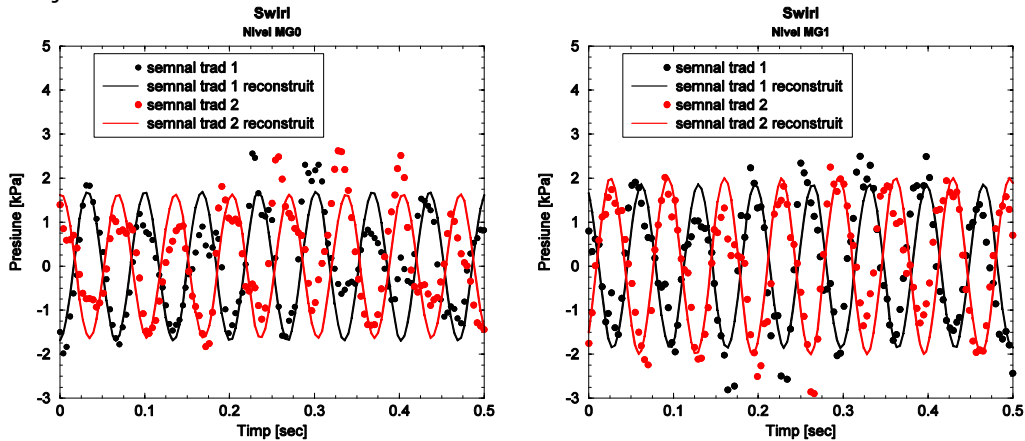 Swirl
Nivel MG0
5
4
3
2
1
0
-1
-2
-3
Presiune [kPa]
semnal trad 1
semnal trad 1 reconstruit
semnal trad 2
semnal trad 2 reconstruit
0
0.1
0.2
0.3
0.4
0.5
Timp [sec]
Swirl
Nivel MG1
5
4
3
2
1
0
-1
-2
-3
Presiune [kPa]
semnal trad 1
semnal trad 1 reconstruit
semnal trad 2
semnal trad 2 reconstruit
0
0.1
0.2
0.3
0.4
0.5
Timp [sec]